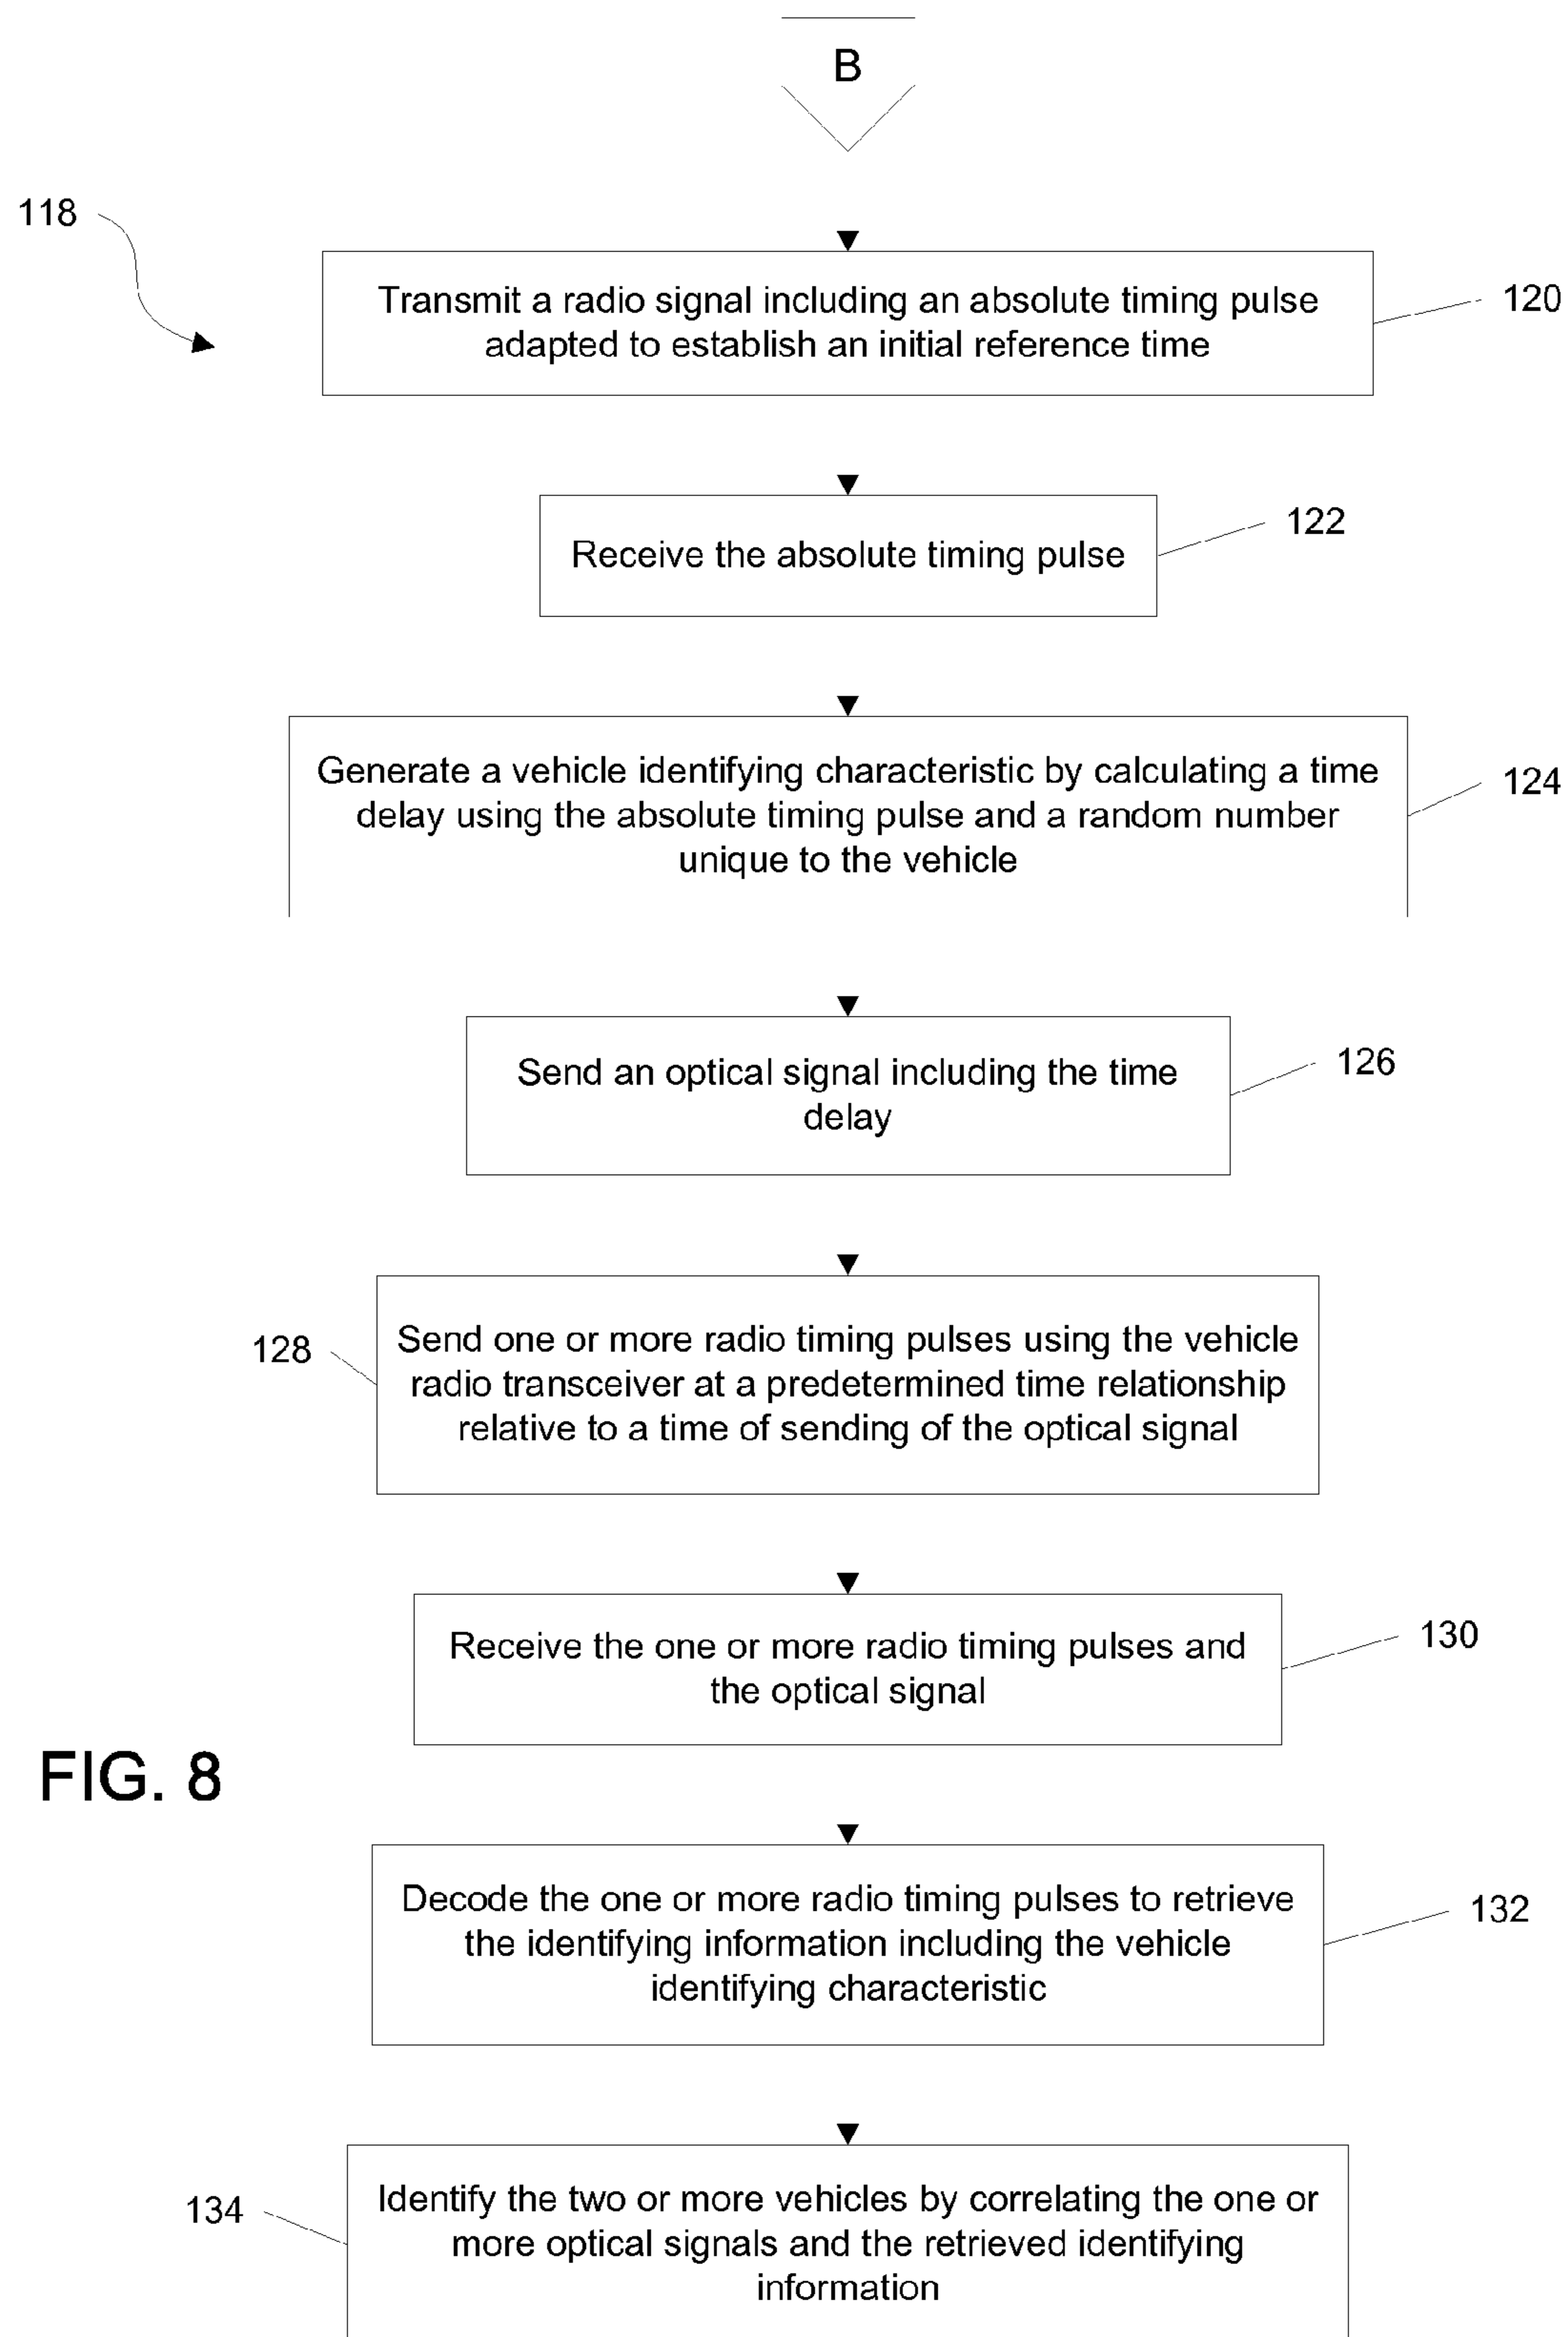 B
118
Transmit a radio signal including an absolute timing pulse
adapted to establish an initial reference time
120
Receive the absolute timing pulse
122
Generate a vehicle identifying characteristic by calculating a time
delay using the absolute timing pulse and a random number
unique to the vehicle
124
Send an optical signal including the time
delay
126
128
Send one or more radio timing pulses using the vehicle
radio transceiver at a predetermined time relationship
relative to a time of sending of the optical signal
Receive the one or more radio timing pulses and
the optical signal
130
FIG. 8
Decode the one or more radio timing pulses to retrieve
the identifying information including the vehicle
identifying characteristic
132
134
Identify the two or more vehicles by correlating the one or
more optical signals and the retrieved identifying
information